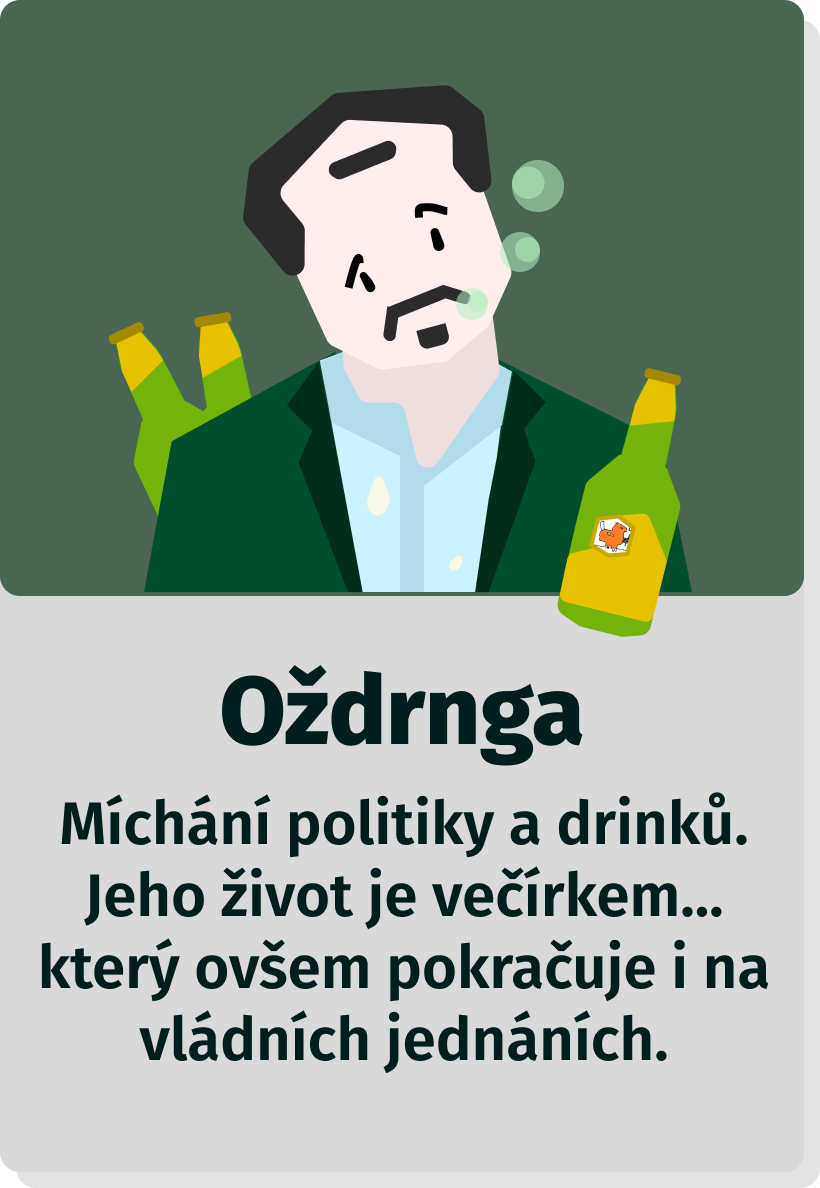 Oždrnga
Míchání politiky a drinků.
Jeho život je večírkem...
který ovšem pokračuje i na
vládních jednáních.